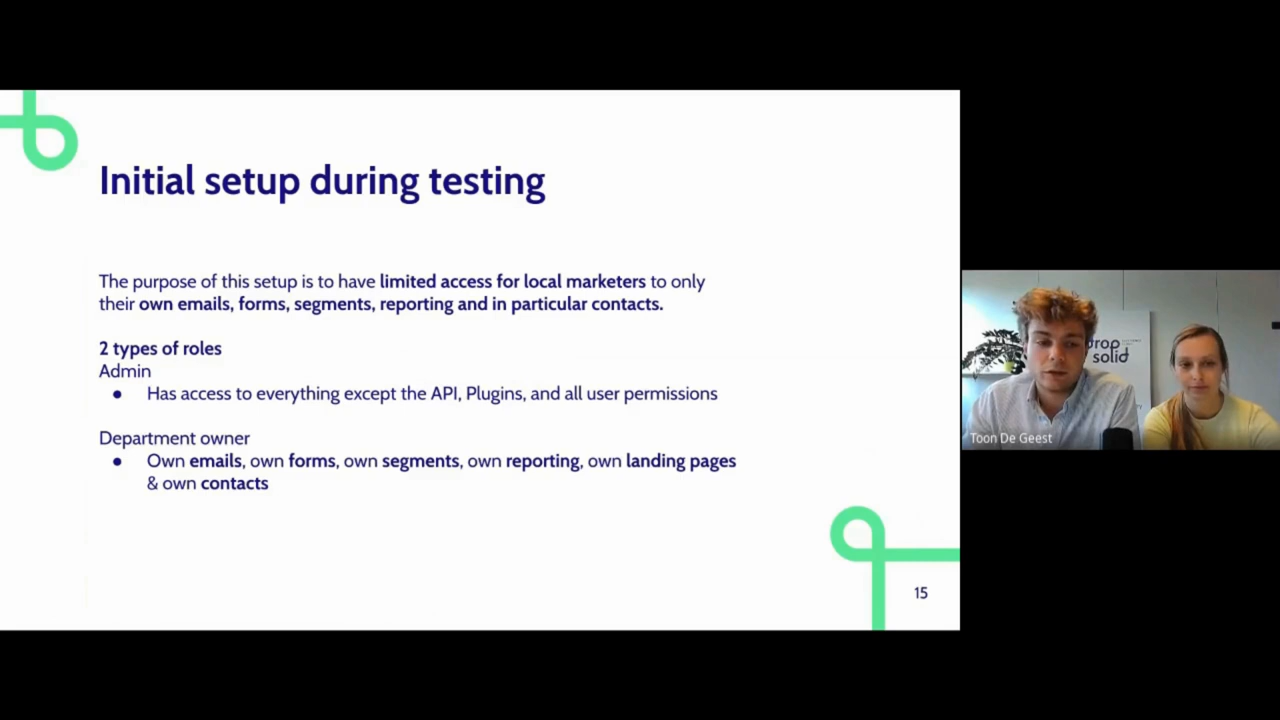 Initial setup during testing
The purpose of this setup is to have limited access for local marketers to only
their own emails, forms, segments, reporting and in particular contacts.
2 types of roles
Admin
● Has access to everything except the API, Plugins, and all user permissions
Department owner
● Own emails, own forms, own segments, own reporting, own landing pages
& own contacts
15
drop
solid
Toon De Geest